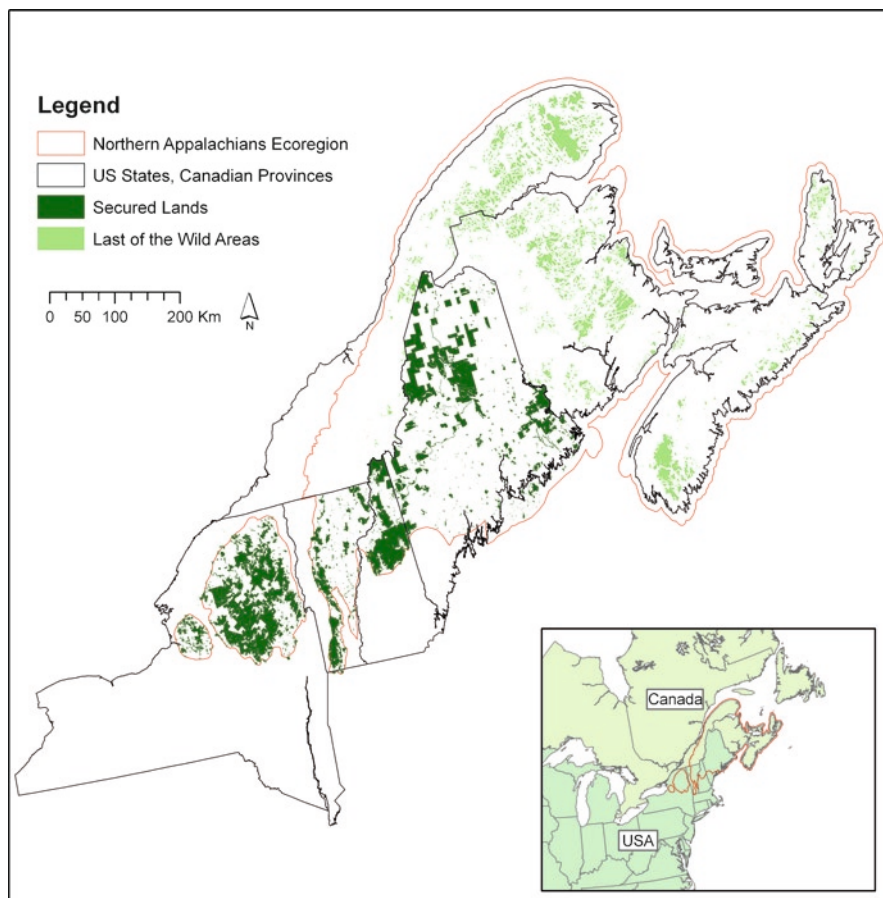 Legend
Northern Appalachians Ecoregion
US States, Canadian Provinces
Secured Lands
Last of the Wild Areas
0 50 100 200 Km
N
Canada
USA